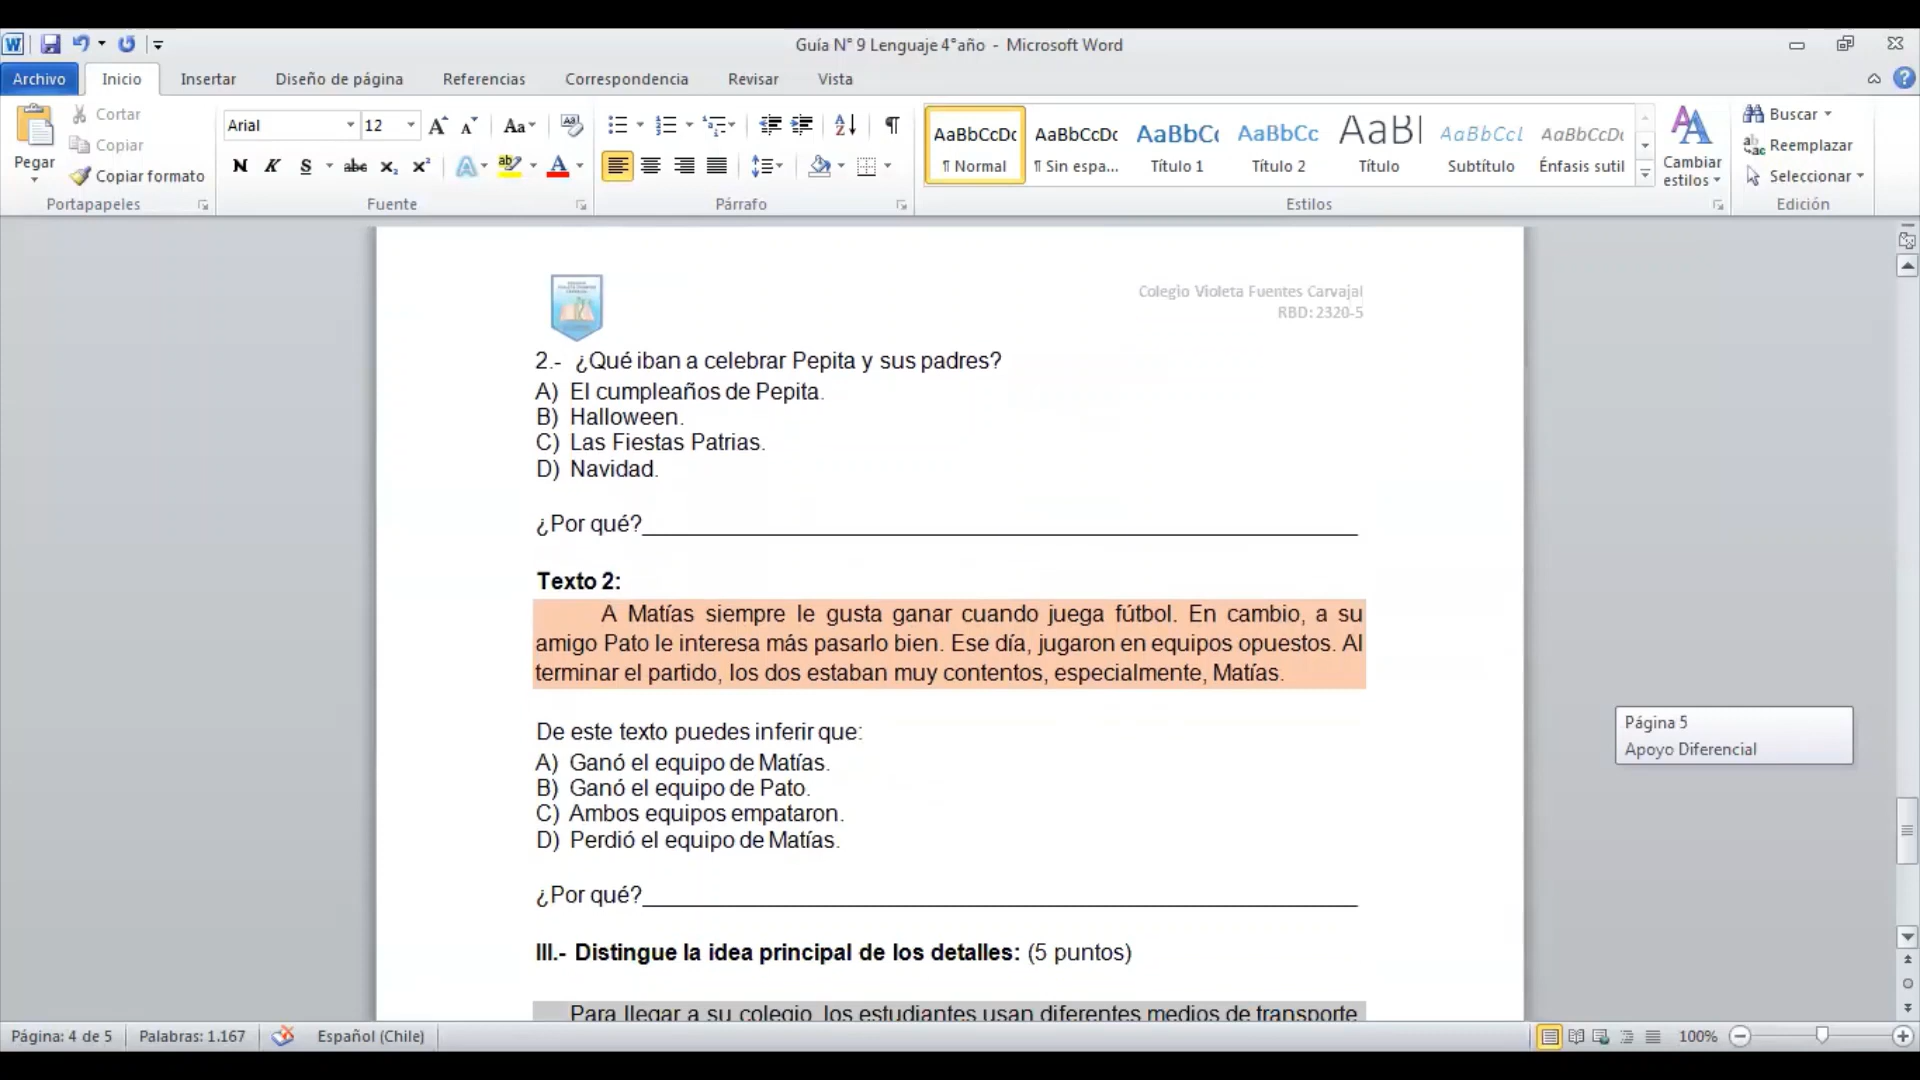 Guía N° 9 Lenguaje 4°año - Microsoft Word
Archivo Inicio Insertar Diseño de página Referencias Correspondencia Revisar Vista
Pegar
Cortar
Copiar
Copiar formato
Portapapeles
Arial 12
Fuente
Párrafo
AaBbCcDc ¶ Normal
AaBbCcDc ¶ Sin espa...
AaBbC Título 1
AaBbCc Título 2
AaBl Título
AaBbCcl Subtítulo
AaBbCcDc Énfasis sutil
Cambiar estilos
Estilos
Buscar
Reemplazar
Seleccionar
Edición
Colegio Violeta Fuentes Carvajal
RBD: 2320-5
2.- ¿Qué iban a celebrar Pepita y sus padres?
A) El cumpleaños de Pepita.
B) Halloween.
C) Las Fiestas Patrias.
D) Navidad.
¿Por qué?
Texto 2:
A Matías siempre le gusta ganar cuando juega fútbol. En cambio, a su
amigo Pato le interesa más pasarlo bien. Ese día, jugaron en equipos opuestos. Al
terminar el partido, los dos estaban muy contentos, especialmente, Matías.
De este texto puedes inferir que:
A) Ganó el equipo de Matías.
B) Ganó el equipo de Pato.
C) Ambos equipos empataron.
D) Perdió el equipo de Matías.
¿Por qué?
III.- Distingue la idea principal de los detalles: (5 puntos)
Para llegar a su colegio, los estudiantes usan diferentes medios de transporte
Página 5
Apoyo Diferencial
Página: 4 de 5 Palabras: 1.167 Español (Chile) 100%